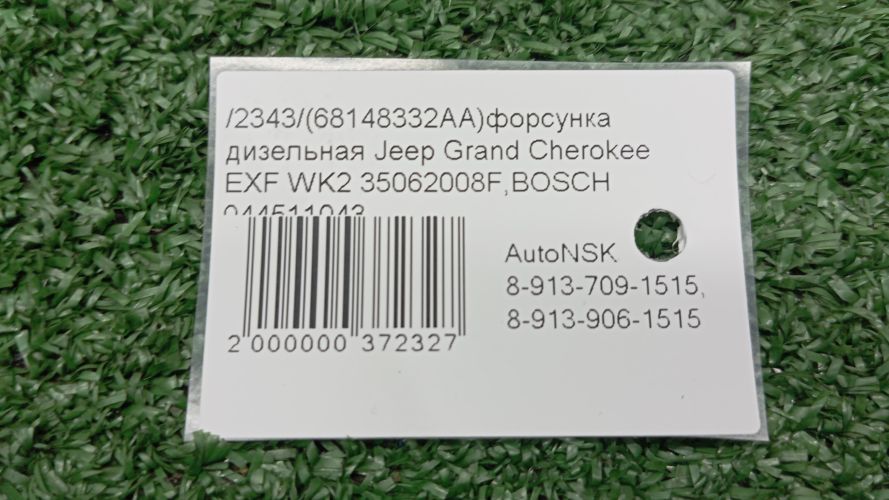 /2343/(68148332AA)форсунка
дизельная Jeep Grand Cherokee
EXF WK2 35062008F,BOSCH
044511043
AutoNSK
8-913-709-1515,
8-913-906-1515
2 000000 372327